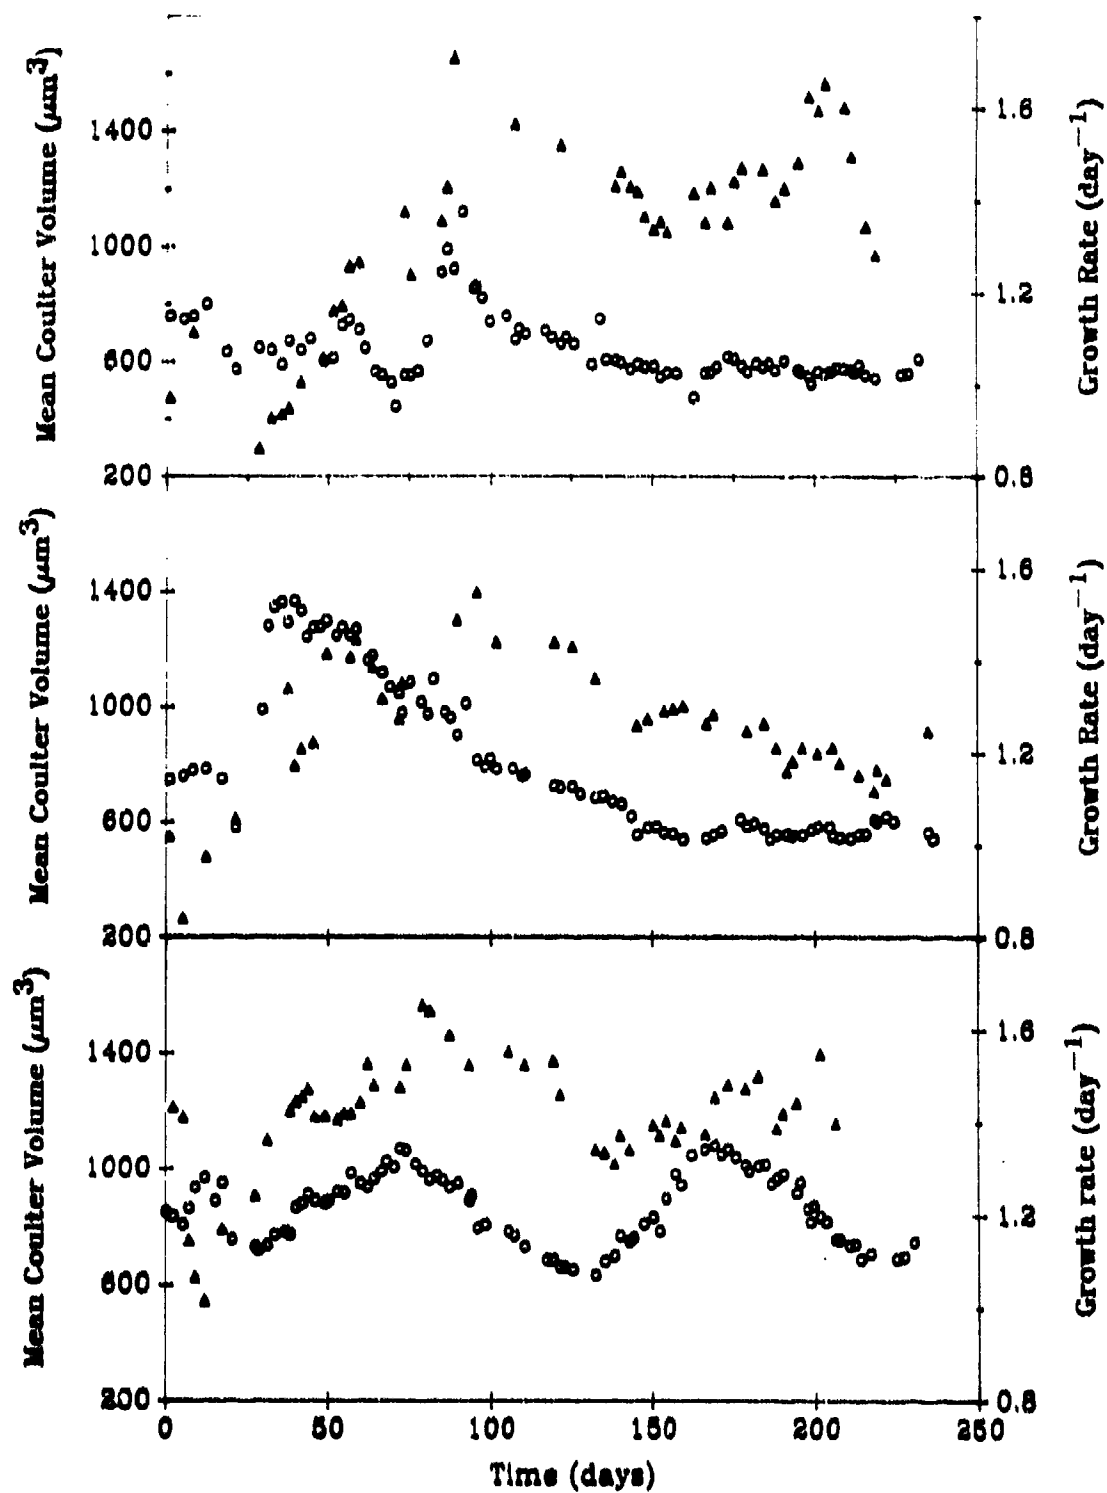 Mean Coulter Volume (μm³)
1400
1000
600
200
1.6
1.2
0.8
Growth Rate (day⁻¹)
Mean Coulter Volume (μm³)
1400
1000
600
200
1.6
1.2
0.8
Growth Rate (day⁻¹)
Mean Coulter Volume (μm³)
1400
1000
600
200
1.6
1.2
0.8
Growth rate (day⁻¹)
0 50 100 150 200 250
Time (days)